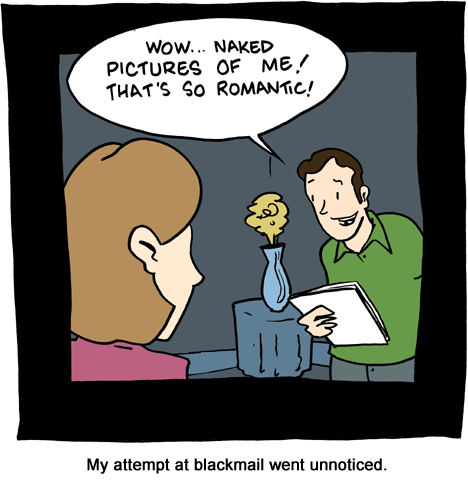 WOW... NAKED
PICTURES OF ME!
THAT'S SO ROMANTIC!
My attempt at blackmail went unnoticed.